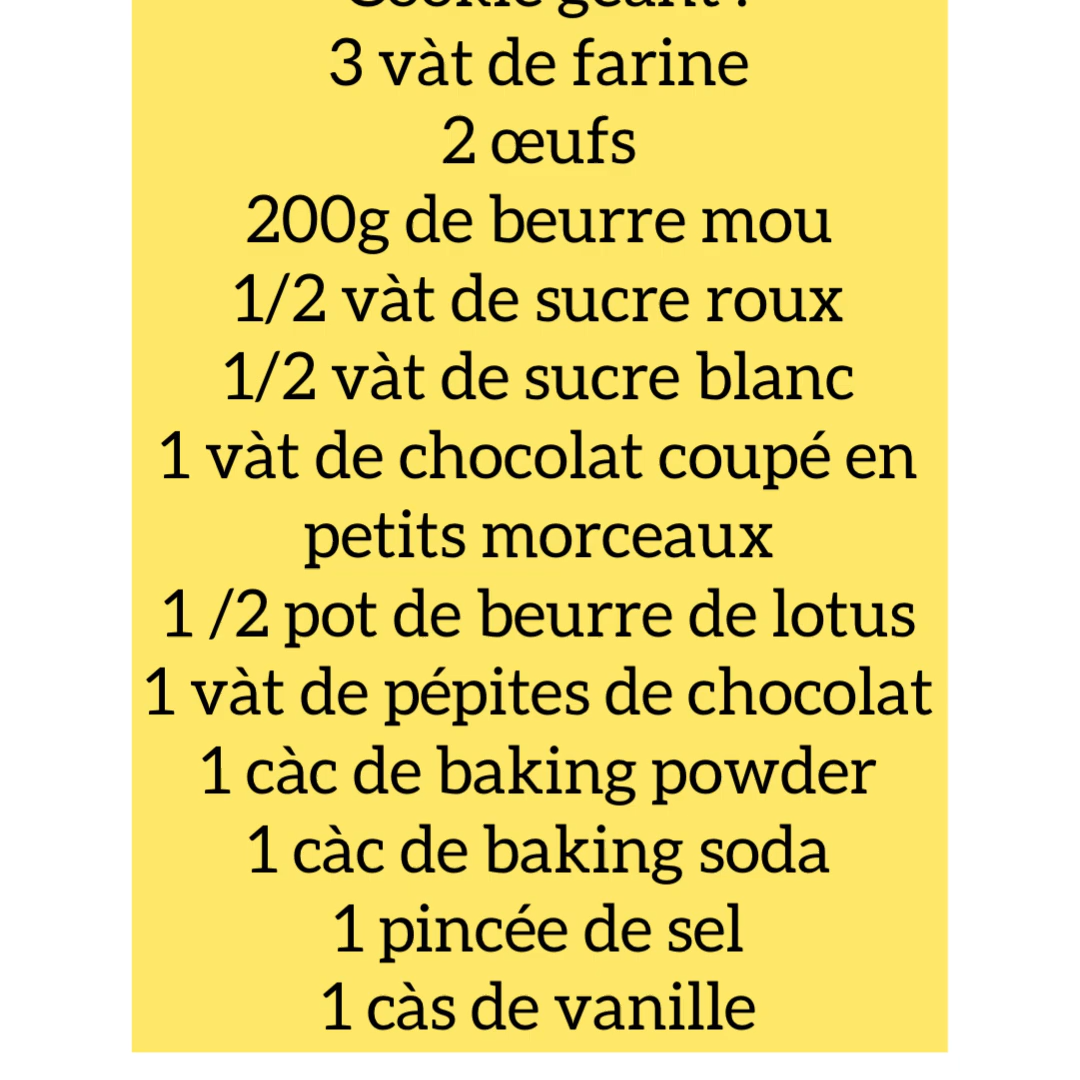 Cookie géant :
3 vàt de farine
2 œufs
200g de beurre mou
1/2 vàt de sucre roux
1/2 vàt de sucre blanc
1 vàt de chocolat coupé en
petits morceaux
1 /2 pot de beurre de lotus
1 vàt de pépites de chocolat
1 càc de baking powder
1 càc de baking soda
1 pincée de sel
1 càs de vanille